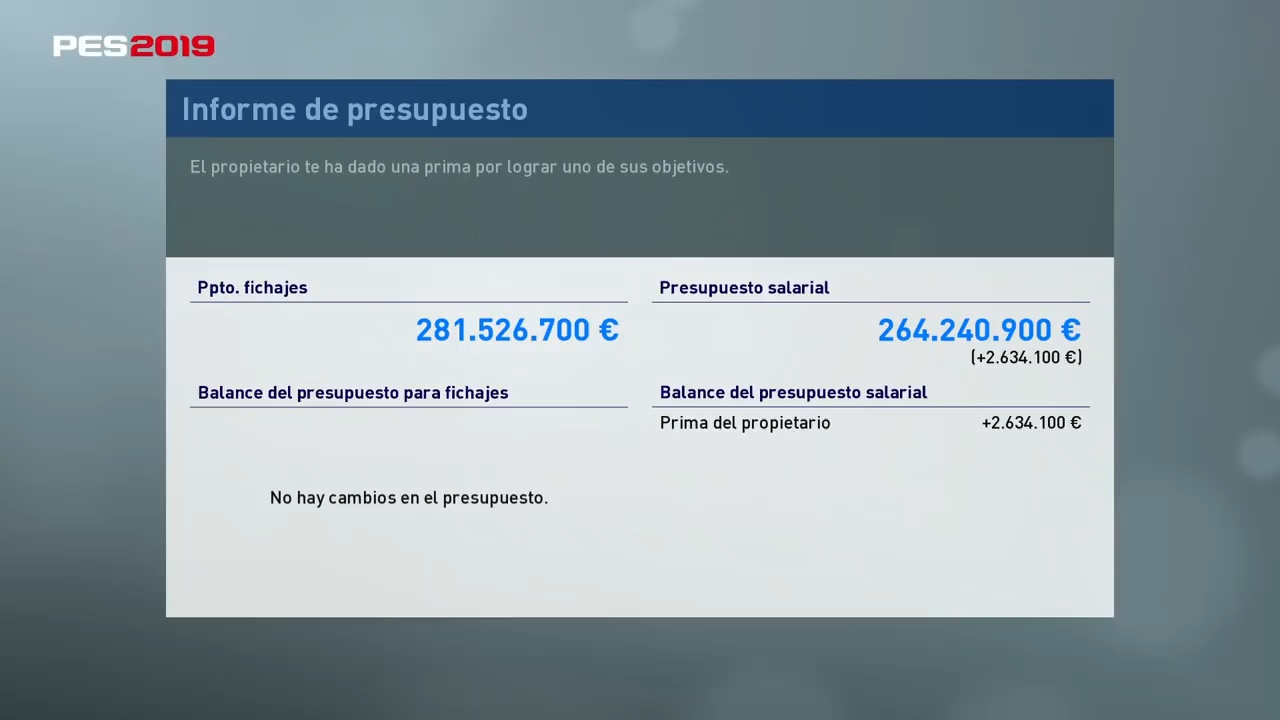 PES2019
Informe de presupuesto
El propietario te ha dado una prima por lograr uno de sus objetivos.
Ppto. fichajes
281.526.700 €
Presupuesto salarial
264.240.900 €
(+2.634.100 €)
Balance del presupuesto para fichajes
No hay cambios en el presupuesto.
Balance del presupuesto salarial
Prima del propietario +2.634.100 €